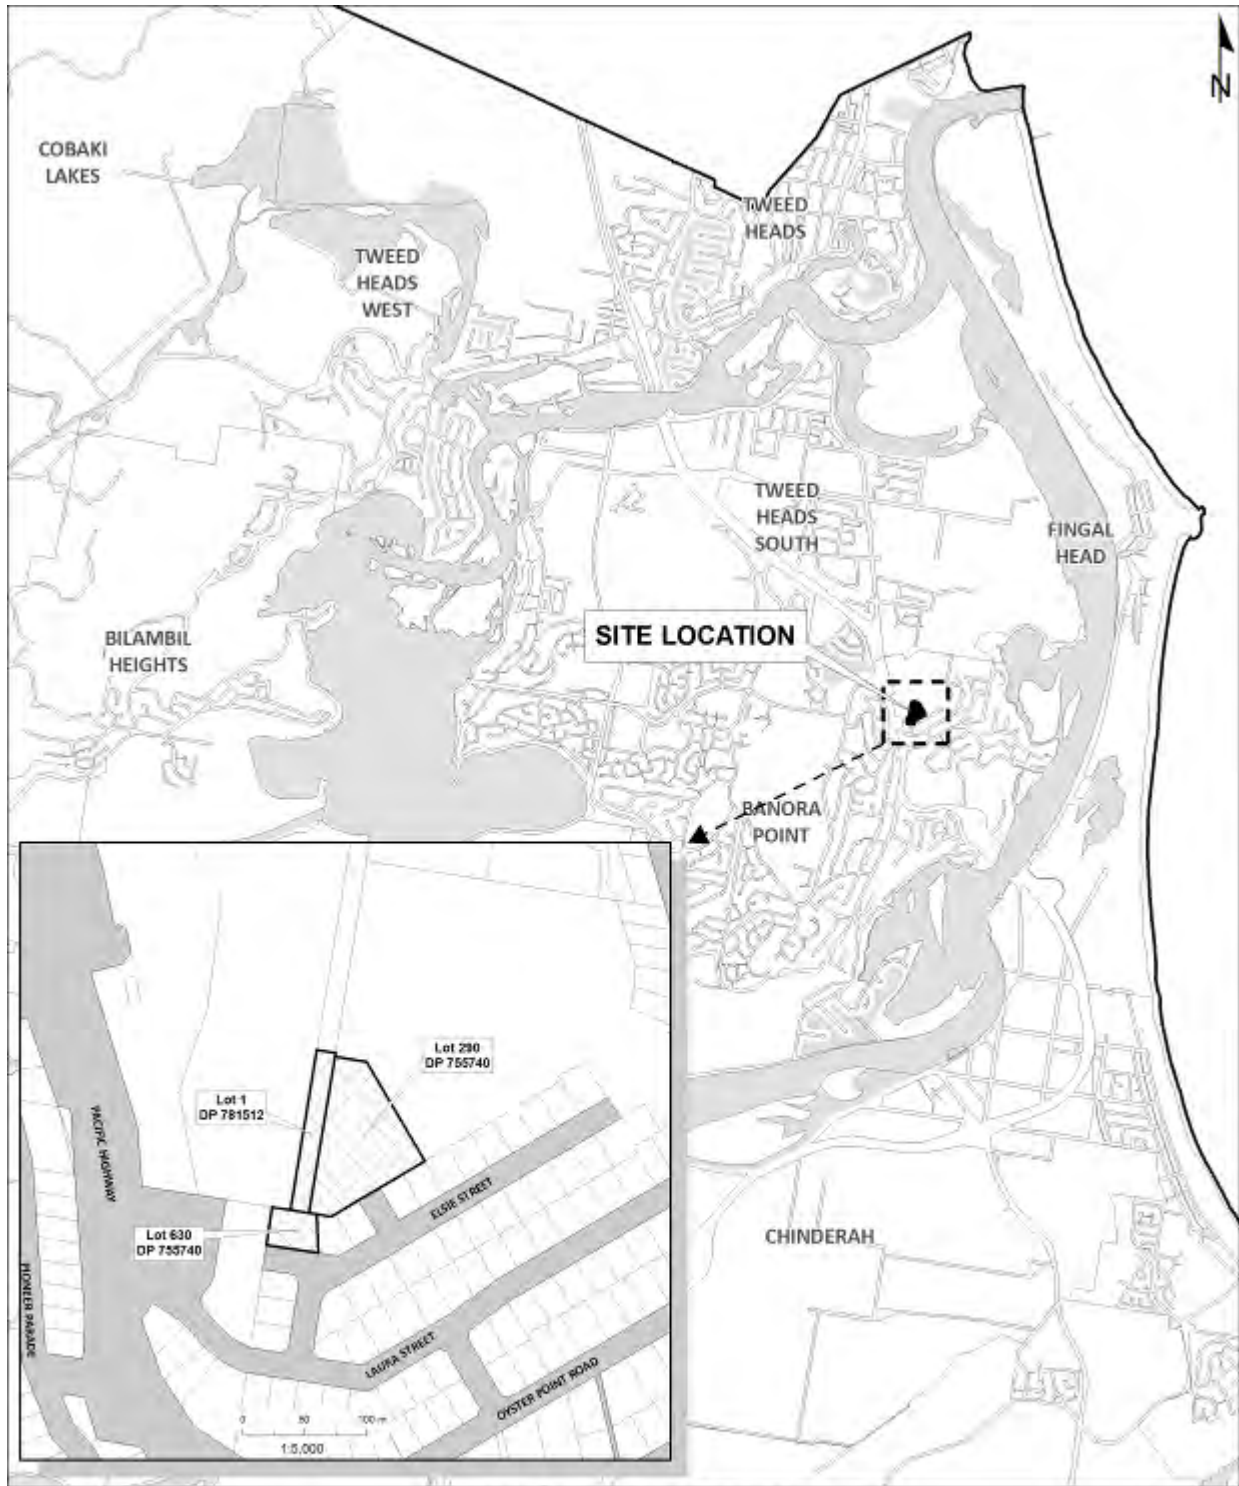 N
COBAKI
LAKES
TWEED
HEADS
TWEED
HEADS
WEST
TWEED
HEADS
SOUTH
FINGAL
HEAD
SITE LOCATION
BILAMBIL
HEIGHTS
BANORA
POINT
Lot 290
DP 755740
Lot 1
DP 781512
PACIFIC HIGHWAY
ELSIE STREET
Lot 630
DP 755740
CHINDERAH
PIONEER PARADE
LAURA STREET
OYSTER POINT ROAD
0 50 100 m
1:5,000